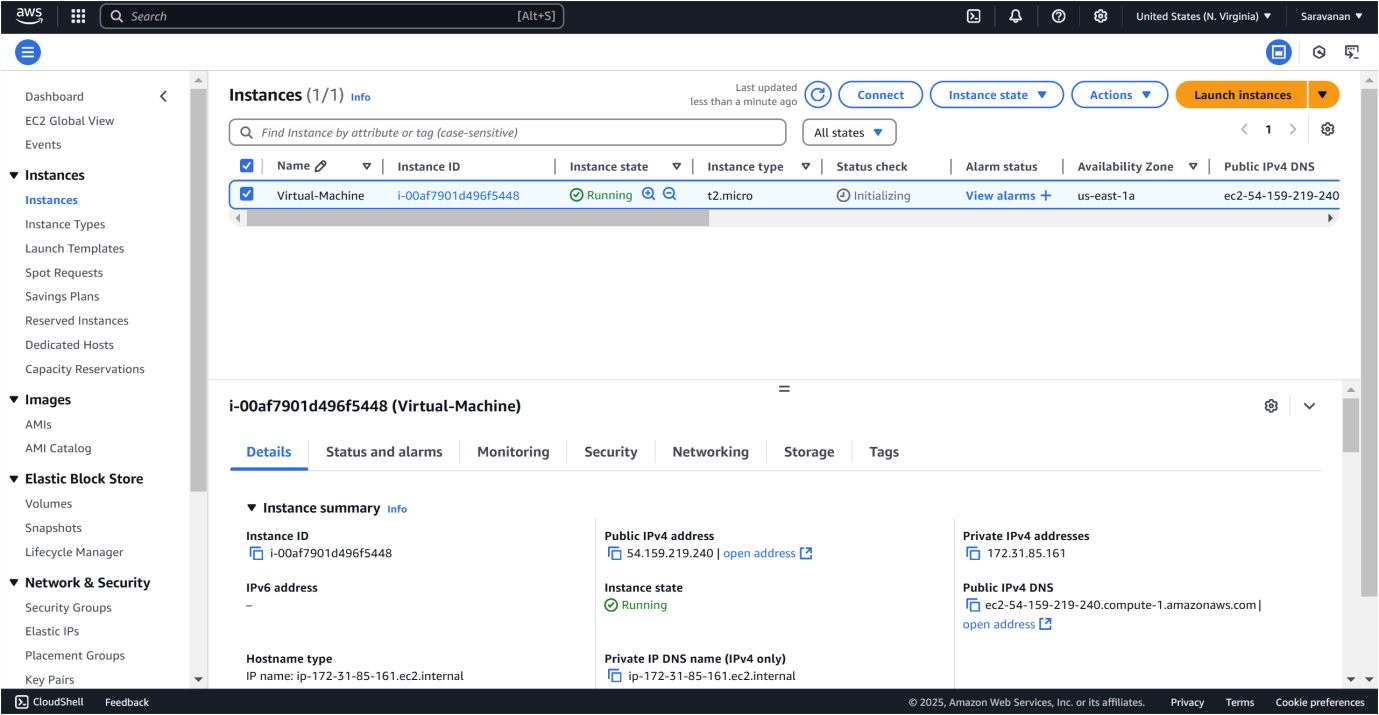 aws
Search [Alt+S]
United States (N. Virginia)
Saravanan
Dashboard
EC2 Global View
Events
Instances
Instances
Instance Types
Launch Templates
Spot Requests
Savings Plans
Reserved Instances
Dedicated Hosts
Capacity Reservations
Images
AMIs
AMI Catalog
Elastic Block Store
Volumes
Snapshots
Lifecycle Manager
Network & Security
Security Groups
Elastic IPs
Placement Groups
Key Pairs
Instances (1/1) Info
Last updated
less than a minute ago
Connect
Instance state
Actions
Launch instances
Find Instance by attribute or tag (case-sensitive)
All states
1
Name Instance ID Instance state Instance type Status check Alarm status Availability Zone Public IPv4 DNS
Virtual-Machine i-00af7901d496f5448 Running t2.micro Initializing View alarms + us-east-1a ec2-54-159-219-240
i-00af7901d496f5448 (Virtual-Machine)
Details Status and alarms Monitoring Security Networking Storage Tags
Instance summary Info
Instance ID
i-00af7901d496f5448
Public IPv4 address
54.159.219.240 | open address
Private IPv4 addresses
172.31.85.161
IPv6 address
–
Instance state
Running
Public IPv4 DNS
ec2-54-159-219-240.compute-1.amazonaws.com |
open address
Hostname type
IP name: ip-172-31-85-161.ec2.internal
Private IP DNS name (IPv4 only)
ip-172-31-85-161.ec2.internal
CloudShell Feedback
© 2025, Amazon Web Services, Inc. or its affiliates. Privacy Terms Cookie preferences